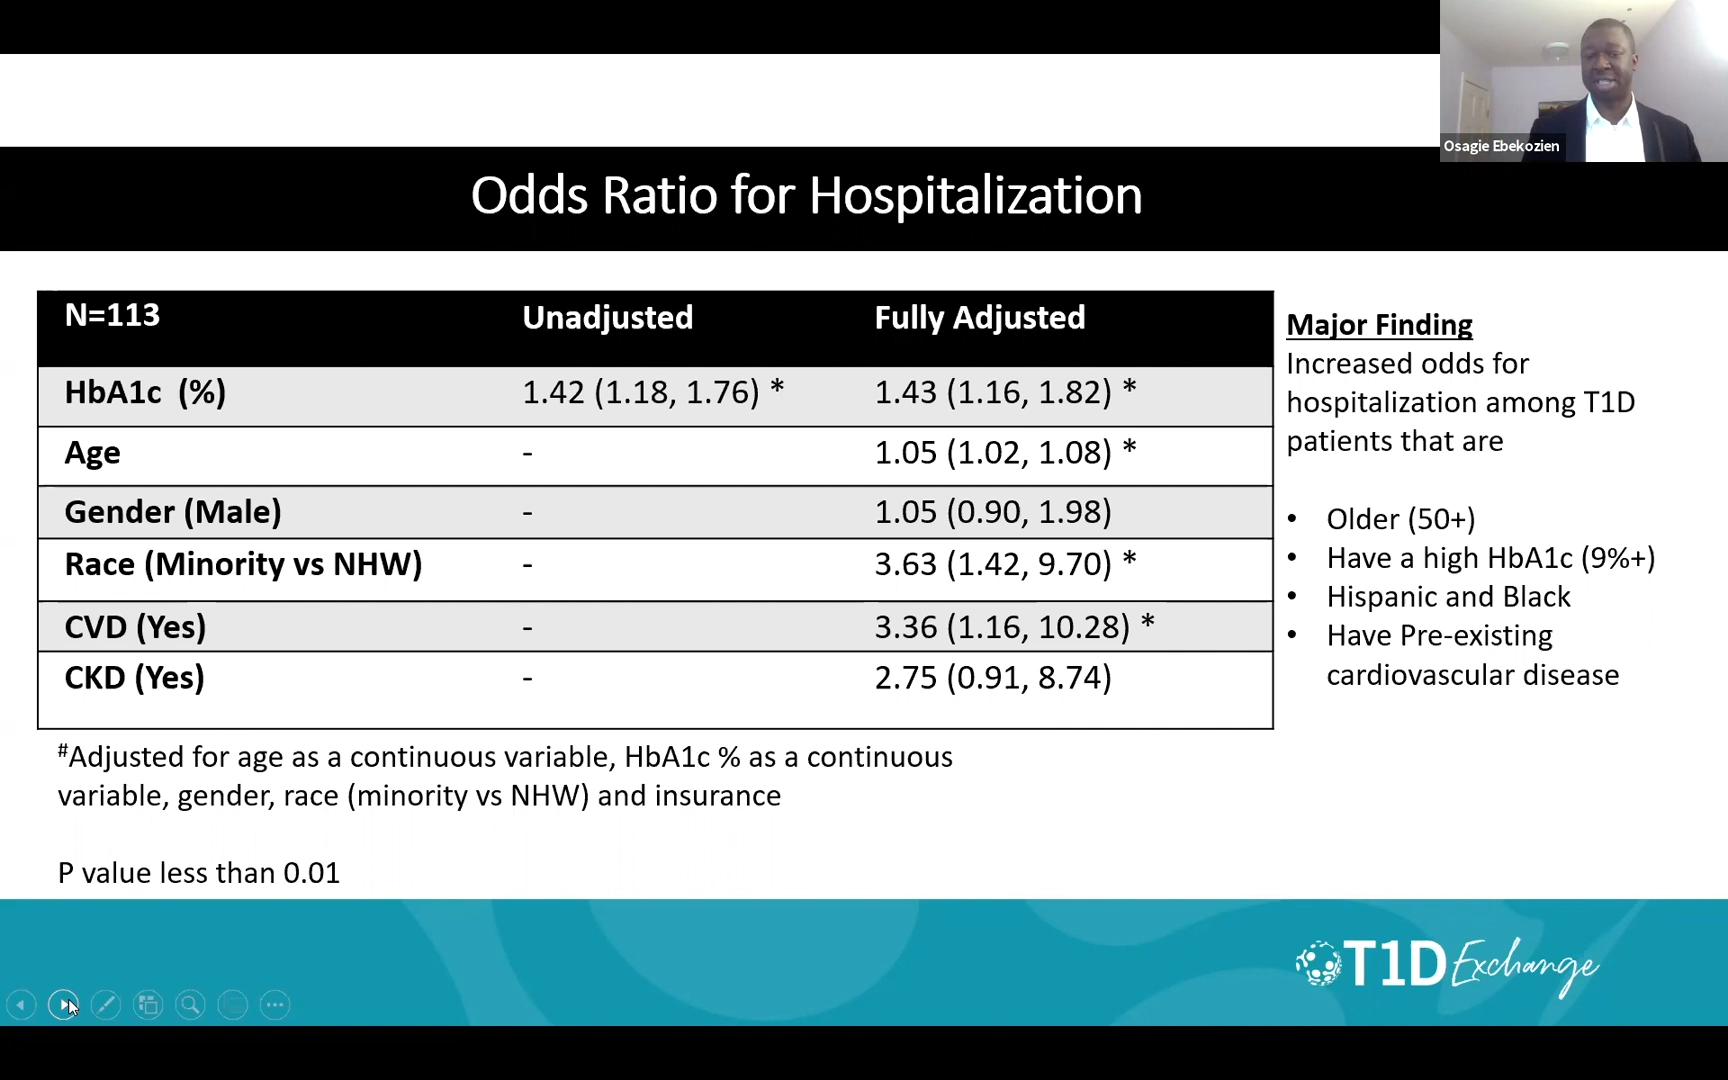 Osagie Ebekozien
Odds Ratio for Hospitalization
N=113 Unadjusted Fully Adjusted
HbA1c (%) 1.42 (1.18, 1.76) * 1.43 (1.16, 1.82) *
Age - 1.05 (1.02, 1.08) *
Gender (Male) - 1.05 (0.90, 1.98)
Race (Minority vs NHW) - 3.63 (1.42, 9.70) *
CVD (Yes) - 3.36 (1.16, 10.28) *
CKD (Yes) - 2.75 (0.91, 8.74)
#Adjusted for age as a continuous variable, HbA1c % as a continuous
variable, gender, race (minority vs NHW) and insurance
P value less than 0.01
Major Finding
Increased odds for
hospitalization among T1D
patients that are
• Older (50+)
• Have a high HbA1c (9%+)
• Hispanic and Black
• Have Pre-existing
cardiovascular disease
T1D Exchange